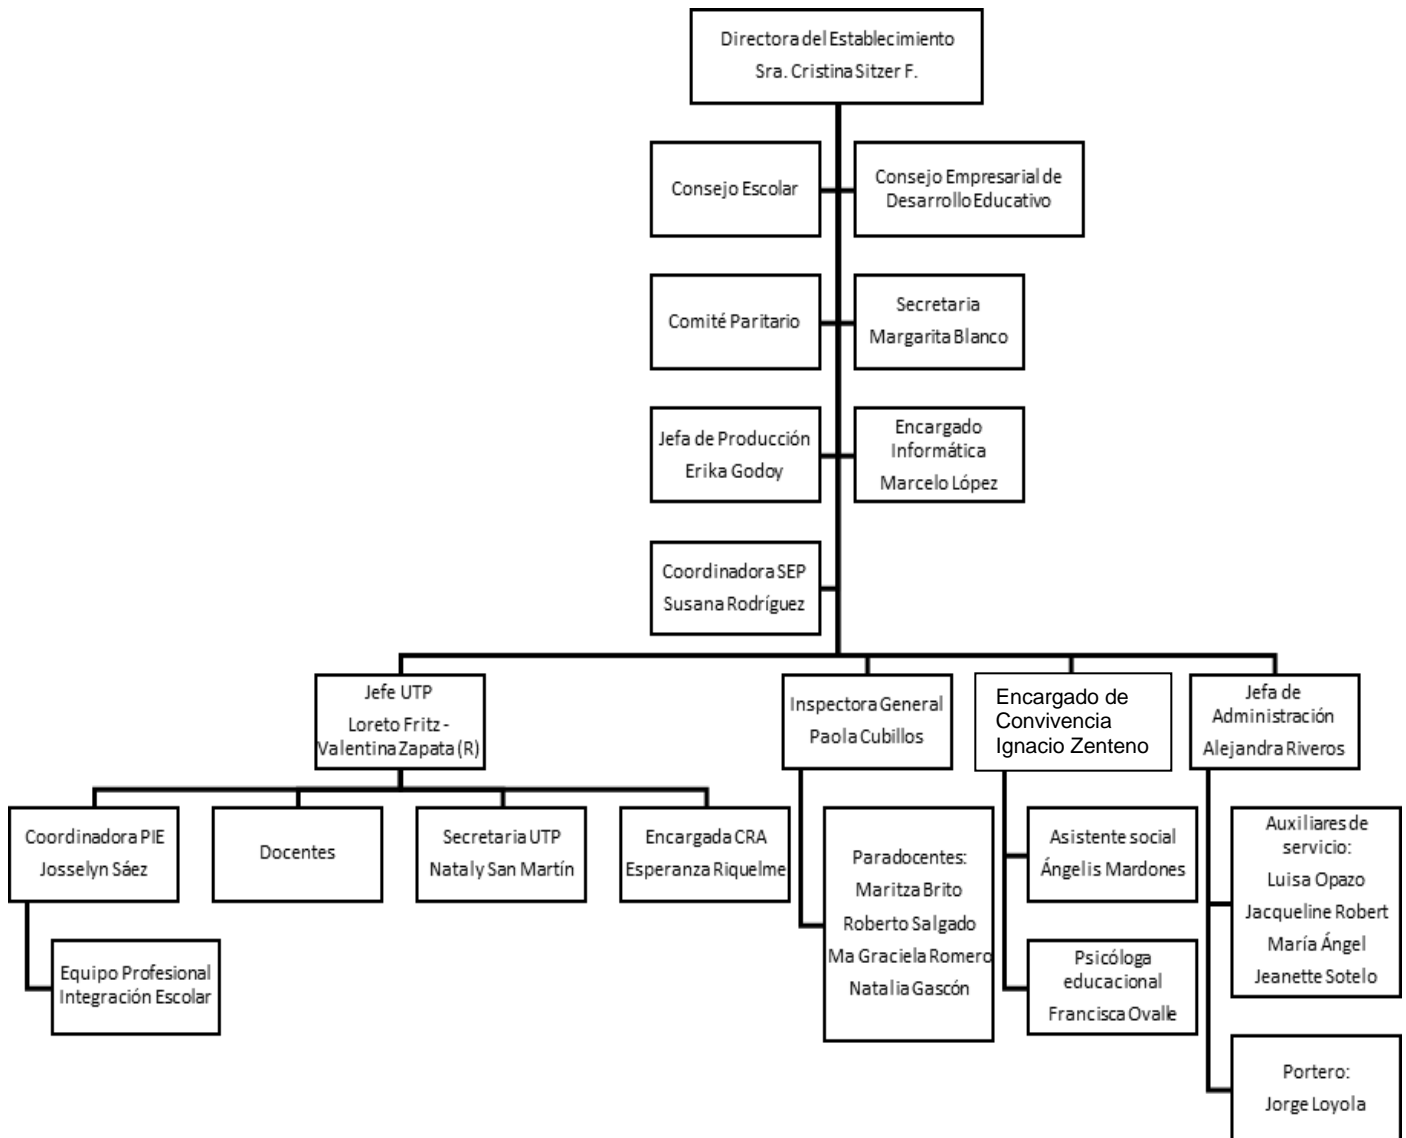 Directora del Establecimiento
Sra. Cristina Sitzer F.
Consejo Escolar
Consejo Empresarial de
Desarrollo Educativo
Comité Paritario
Secretaria
Margarita Blanco
Jefa de Producción
Erika Godoy
Encargado
Informática
Marcelo López
Coordinadora SEP
Susana Rodríguez
Jefe UTP
Loreto Fritz -
Valentina Zapata (R)
Inspectora General
Paola Cubillos
Encargado de
Convivencia
Ignacio Zenteno
Jefa de
Administración
Alejandra Riveros
Coordinadora PIE
Josselyn Sáez
Docentes
Secretaria UTP
Nataly San Martín
Encargada CRA
Esperanza Riquelme
Equipo Profesional
Integración Escolar
Paradocentes:
Maritza Brito
Roberto Salgado
Ma Graciela Romero
Natalia Gascón
Asistente social
Ángelis Mardones
Psicóloga
educacional
Francisca Ovalle
Auxiliares de
servicio:
Luisa Opazo
Jacqueline Robert
María Ángel
Jeanette Sotelo
Portero:
Jorge Loyola